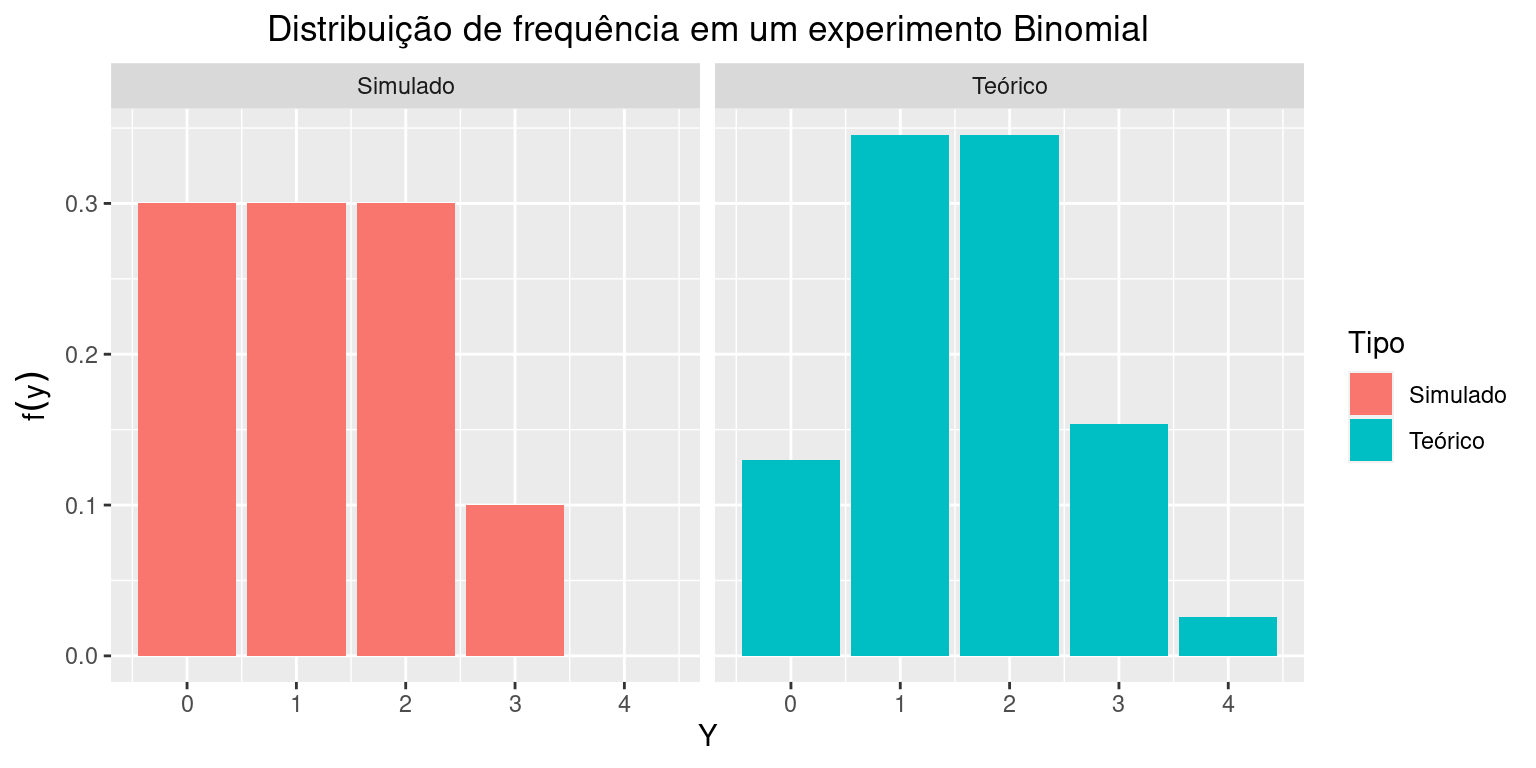 Distribuição de frequência em um experimento Binomial
Simulado
Teórico
f(y)
0.3
0.2
0.1
0.0
0 1 2 3 4
0 1 2 3 4
Y
Tipo
Simulado
Teórico